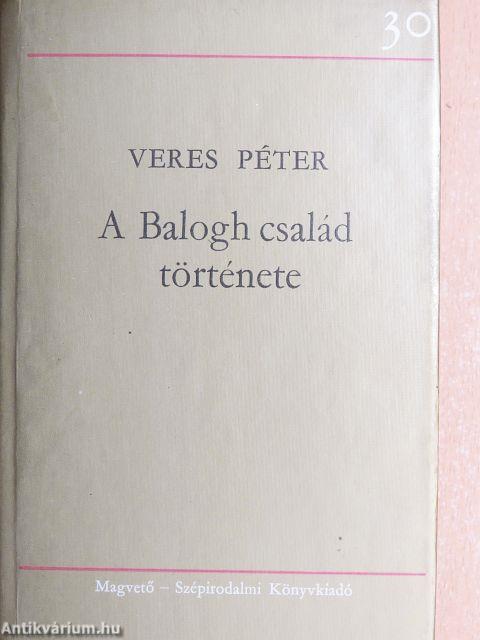 30
VERES PÉTER
A Balogh család
története
Magvető – Szépirodalmi Könyvkiadó
Antikvárium.hu